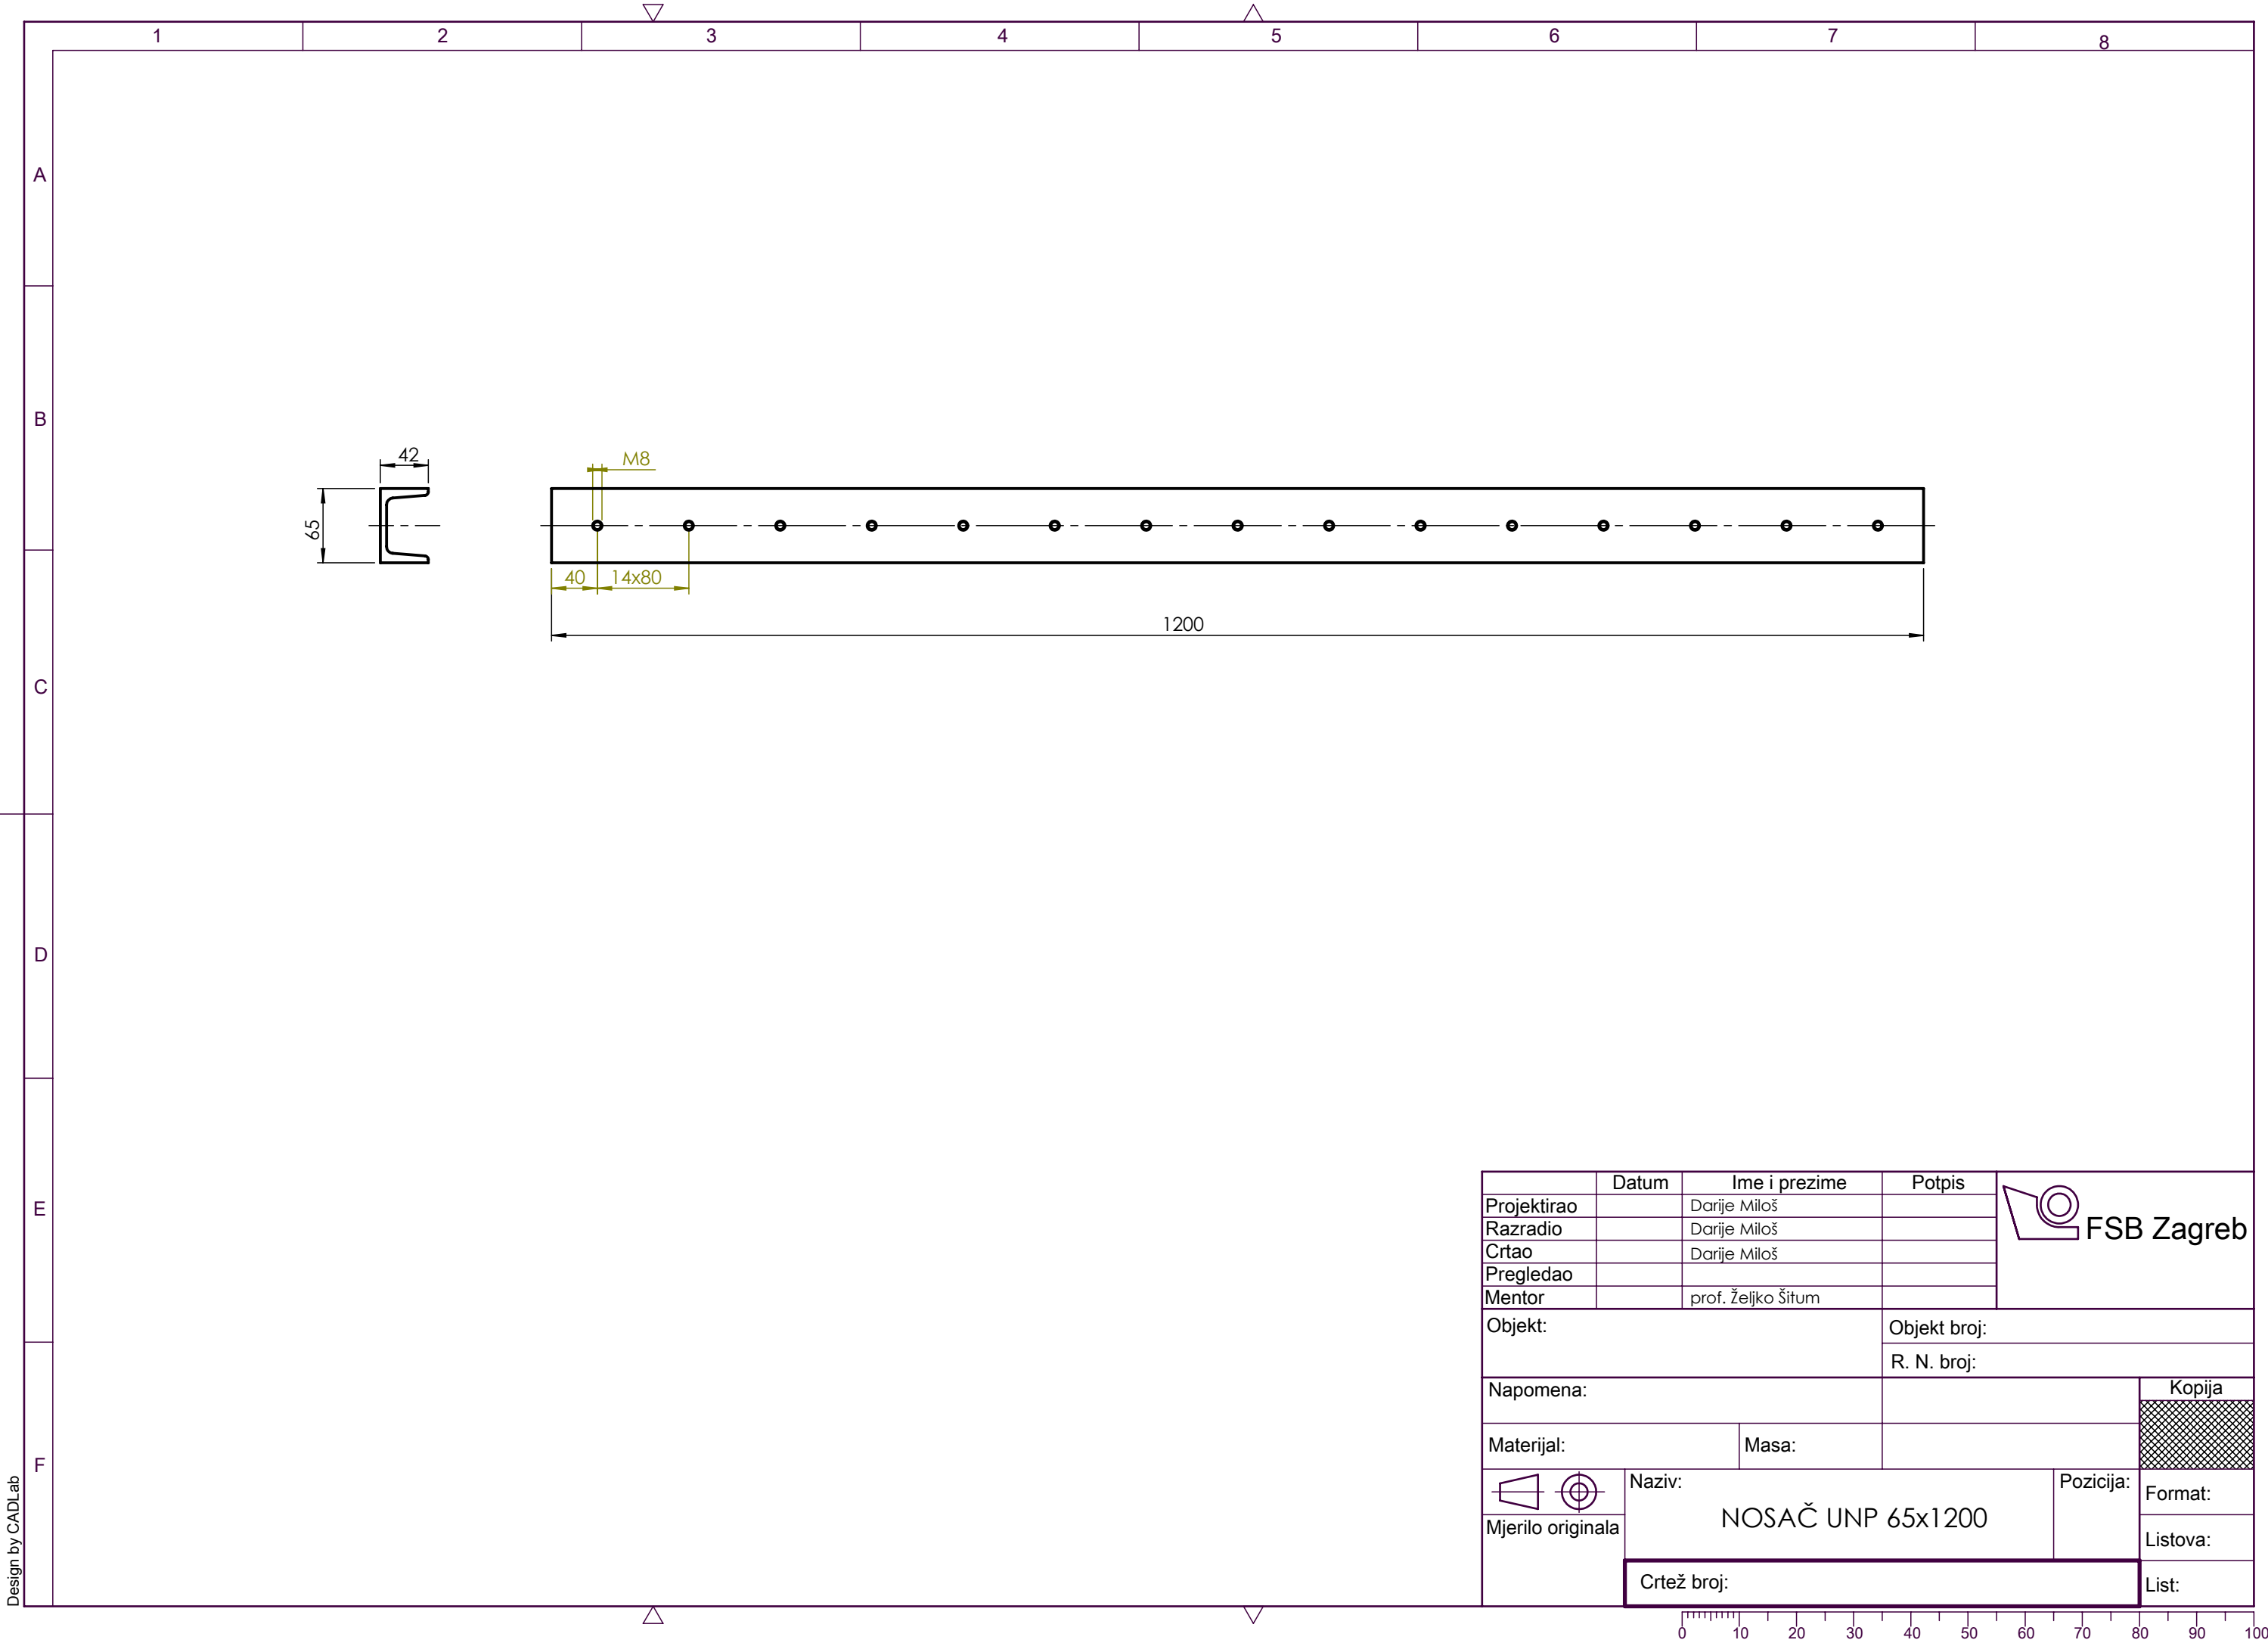 1 2 3 4 5 6 7 8
A
B
C
D
E
F
42
65
M8
40 14x80
1200
Datum Ime i prezime Potpis
Projektirao Darije Miloš
Razradio Darije Miloš
Crtao Darije Miloš
Pregledao
Mentor prof. Željko Šitum
FSB Zagreb
Objekt:
Objekt broj:
R. N. broj:
Napomena:
Kopija
Materijal:
Masa:
Naziv:
NOSAČ UNP 65x1200
Pozicija:
Format:
Mjerilo originala
Listova:
Crtež broj:
List:
Design by CADLab
0 10 20 30 40 50 60 70 80 90 100